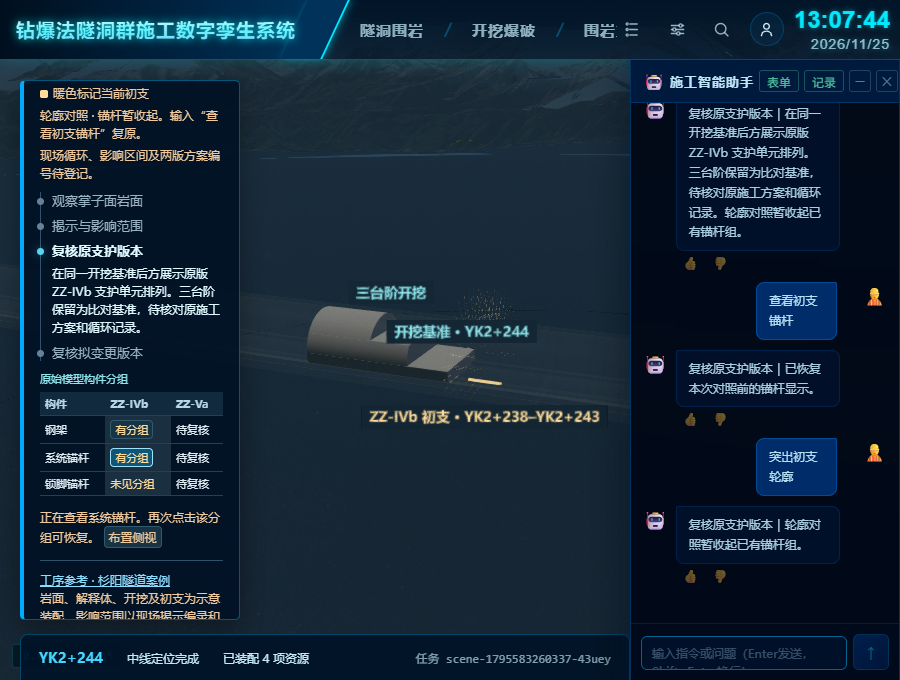 钻爆法隧洞群施工数字孪生系统
隧洞围岩 / 开挖爆破 / 围岩
13:07:44
2026/11/25
暖色标记当前初支
轮廓对照 · 锚杆暂收起。输入“查
看初支锚杆”复原。
现场循环、影响区间及两版方案编
号待登记。
观察掌子面岩面
揭示与影响范围
复核原支护版本
在同一开挖基准后方展示原版
ZZ-IVb 支护单元排列。三台阶
保留为比对基准，待核对原施工
方案和循环记录。
复核拟变更版本
原始模型构件分组
构件 ZZ-IVb ZZ-Va
钢架 有分组 待复核
系统锚杆 有分组 待复核
锁脚锚杆 未见分组 待复核
正在查看系统锚杆。再次点击该分
组可恢复。 布置侧视
工序参考 · 杉阳隧道案例
岩面、解释体、开挖及初支为示意
装配，影响范围以现场揭示编录和
三台阶开挖
开挖基准 · YK2+244
ZZ-IVb 初支 · YK2+238–YK2+243
YK2+244 中线定位完成 已装配 4 项资源 任务 scene-1795583260337-43uey
施工智能助手 表单 记录
复核原支护版本 | 在同一
开挖基准后方展示原版
ZZ-IVb 支护单元排列。
三台阶保留为比对基准，
待核对原施工方案和循环
记录。轮廓对照暂收起已
有锚杆组。
查看初支
锚杆
复核原支护版本 | 已恢复
本次对照前的锚杆显示。
突出初支
轮廓
复核原支护版本 | 轮廓对
照暂收起已有锚杆组。
输入指令或问题（Enter发送，
Shift+Enter 换行）